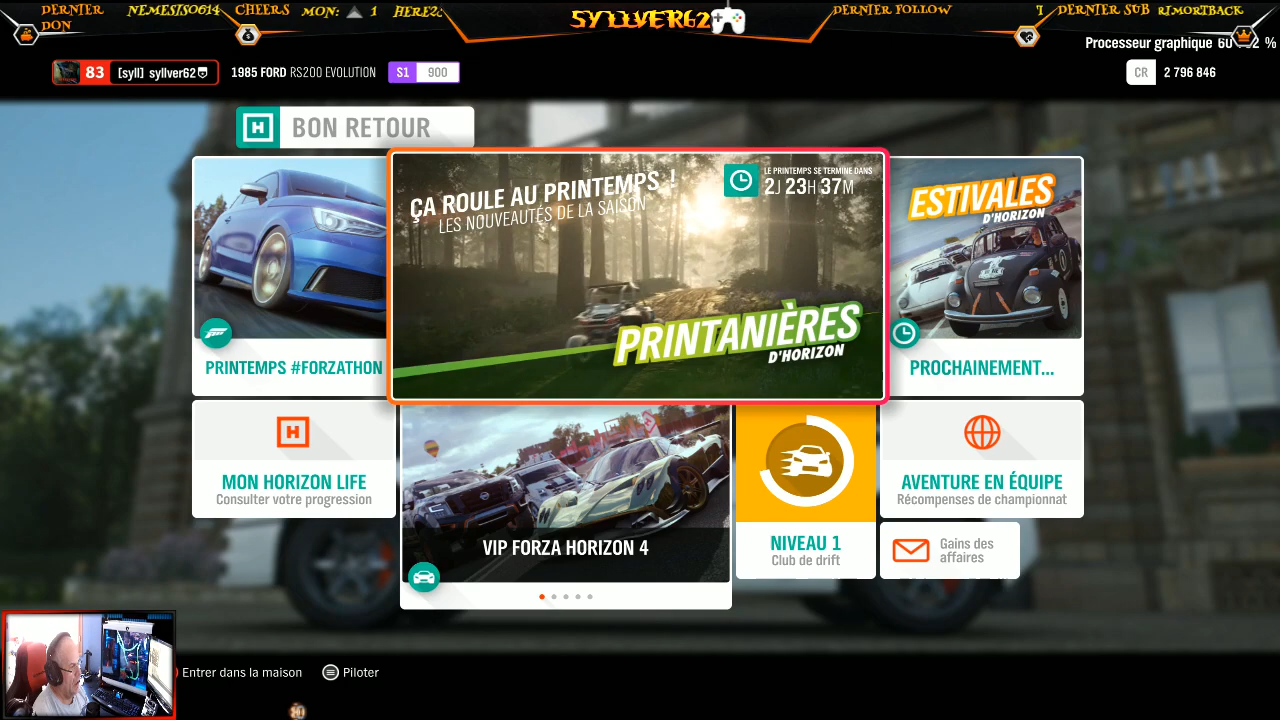 DERNIER DON
NEMESIS0614
CHEERS
MON:
1
SYLLVER62
DERNIER FOLLOW
DERNIER SUB
RIMORTBACK
Processeur graphique
%
83
[syll] syllver62
1985 FORD RS200 EVOLUTION
S1
900
CR
2 796 846
H
BON RETOUR
PRINTEMPS #FORZATHON
ÇA ROULE AU PRINTEMPS !
LES NOUVEAUTÉS DE LA SAISON
LE PRINTEMPS SE TERMINE DANS
2J 23H 37M
PRINTANIÈRES
D'HORIZON
ESTIVALES
D'HORIZON
PROCHAINEMENT...
H
MON HORIZON LIFE
Consulter votre progression
VIP FORZA HORIZON 4
NIVEAU 1
Club de drift
AVENTURE EN ÉQUIPE
Récompenses de championnat
Gains des
affaires
Entrer dans la maison
Piloter